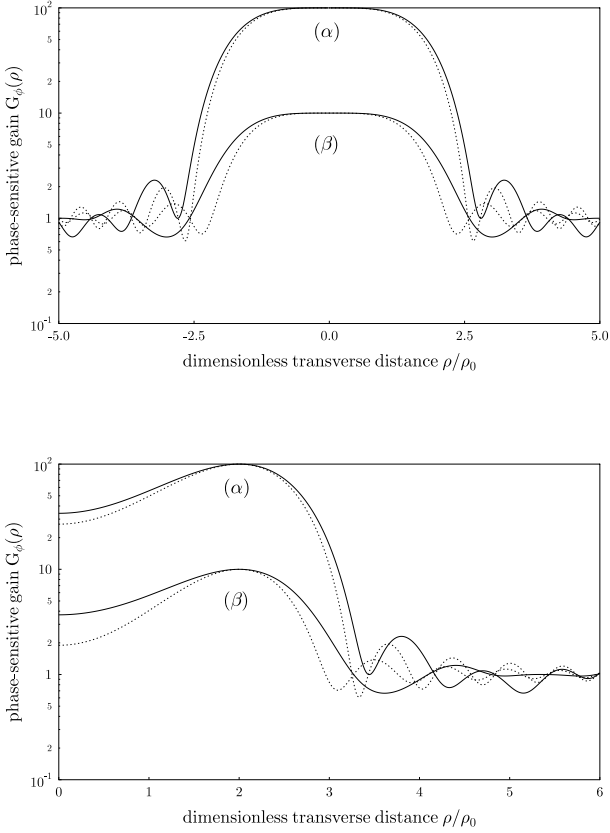 10²
5
2
10
5
2
1
5
2
10⁻¹
phase-sensitive gain G_ϕ(ρ)
(α)
(β)
-5.0 -2.5 0.0 2.5 5.0
dimensionless transverse distance ρ/ρ₀
10²
5
2
10
5
2
1
5
2
10⁻¹
phase-sensitive gain G_ϕ(ρ)
(α)
(β)
0 1 2 3 4 5 6
dimensionless transverse distance ρ/ρ₀